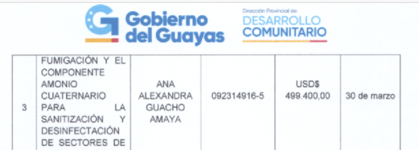 Gobierno
del Guayas
Dirección Provincial de
DESARROLLO
COMUNITARIO
3
FUMIGACIÓN Y EL
COMPONENTE
AMONIO
CUATERNARIO
PARA LA
SANITIZACIÓN Y
DESINFECTACIÓN
DE SECTORES DE
ANA
ALEXANDRA
GUACHO
AMAYA
092314916-5
USD$
499.400,00
30 de marzo